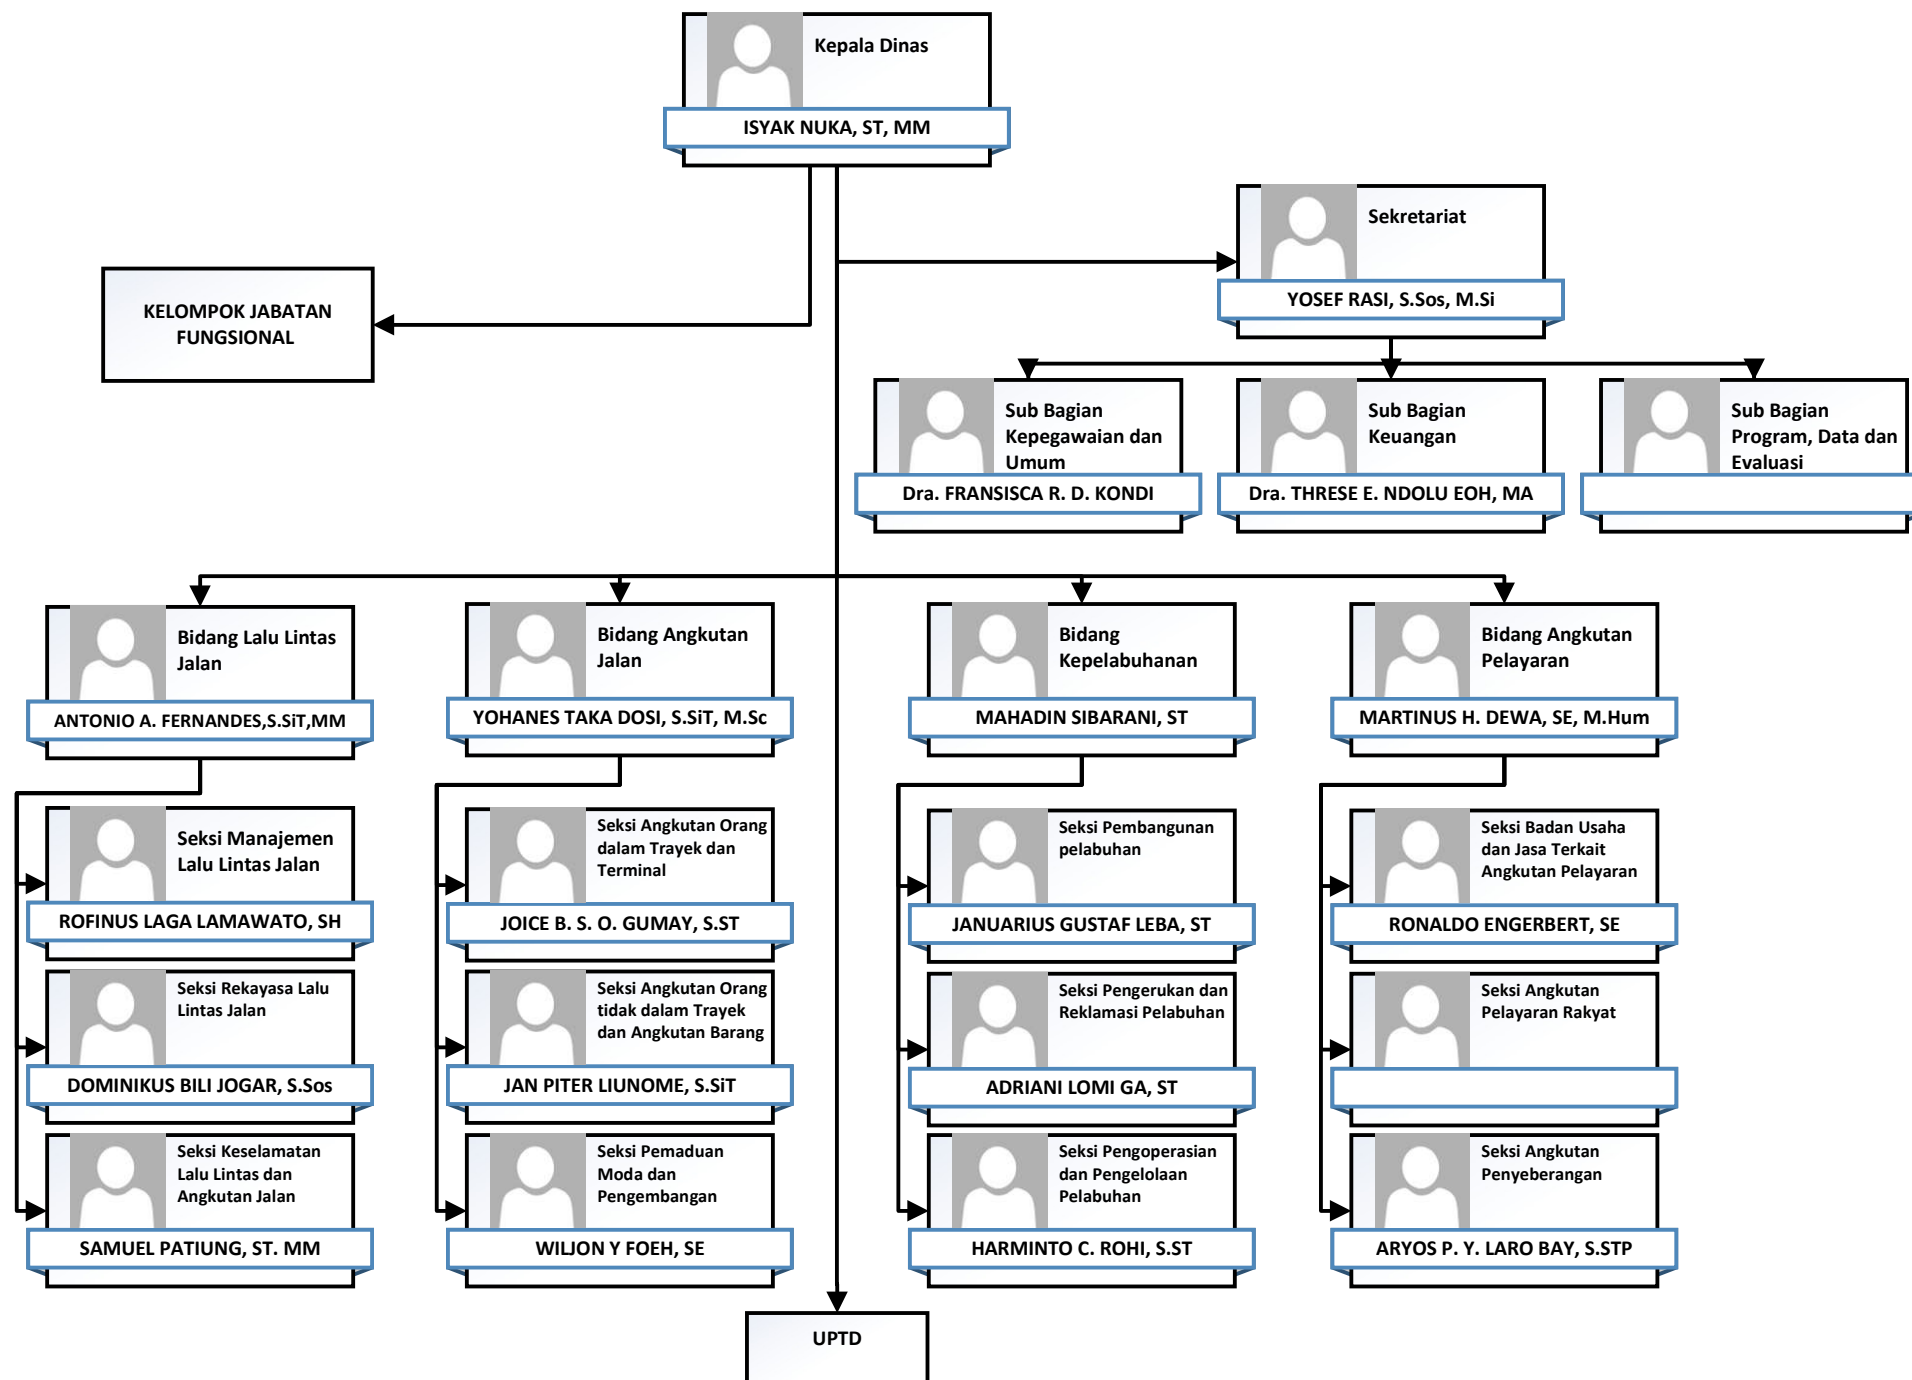 Kepala Dinas
ISYAK NUKA, ST, MM
Sekretariat
YOSEF RASI, S.Sos, M.Si
KELOMPOK JABATAN
FUNGSIONAL
Sub Bagian
Kepegawaian dan
Umum
Dra. FRANSISCA R. D. KONDI
Sub Bagian
Keuangan
Dra. THRESE E. NDOLU EOH, MA
Sub Bagian
Program, Data dan
Evaluasi
Bidang Lalu Lintas
Jalan
ANTONIO A. FERNANDES,S.SiT,MM
Bidang Angkutan
Jalan
YOHANES TAKA DOSI, S.SiT, M.Sc
Bidang
Kepelabuhanan
MAHADIN SIBARANI, ST
Bidang Angkutan
Pelayaran
MARTINUS H. DEWA, SE, M.Hum
Seksi Manajemen
Lalu Lintas Jalan
ROFINUS LAGA LAMAWATO, SH
Seksi Angkutan Orang
dalam Trayek dan
Terminal
JOICE B. S. O. GUMAY, S.ST
Seksi Pembangunan
pelabuhan
JANUARIUS GUSTAF LEBA, ST
Seksi Badan Usaha
dan Jasa Terkait
Angkutan Pelayaran
RONALDO ENGERBERT, SE
Seksi Rekayasa Lalu
Lintas Jalan
DOMINIKUS BILI JOGAR, S.Sos
Seksi Angkutan Orang
tidak dalam Trayek
dan Angkutan Barang
JAN PITER LIUNOME, S.SiT
Seksi Pengerukan dan
Reklamasi Pelabuhan
ADRIANI LOMI GA, ST
Seksi Angkutan
Pelayaran Rakyat
Seksi Keselamatan
Lalu Lintas dan
Angkutan Jalan
SAMUEL PATIUNG, ST. MM
Seksi Pemaduan
Moda dan
Pengembangan
WILJON Y FOEH, SE
Seksi Pengoperasian
dan Pengelolaan
Pelabuhan
HARMINTO C. ROHI, S.ST
Seksi Angkutan
Penyeberangan
ARYOS P. Y. LARO BAY, S.STP
UPTD